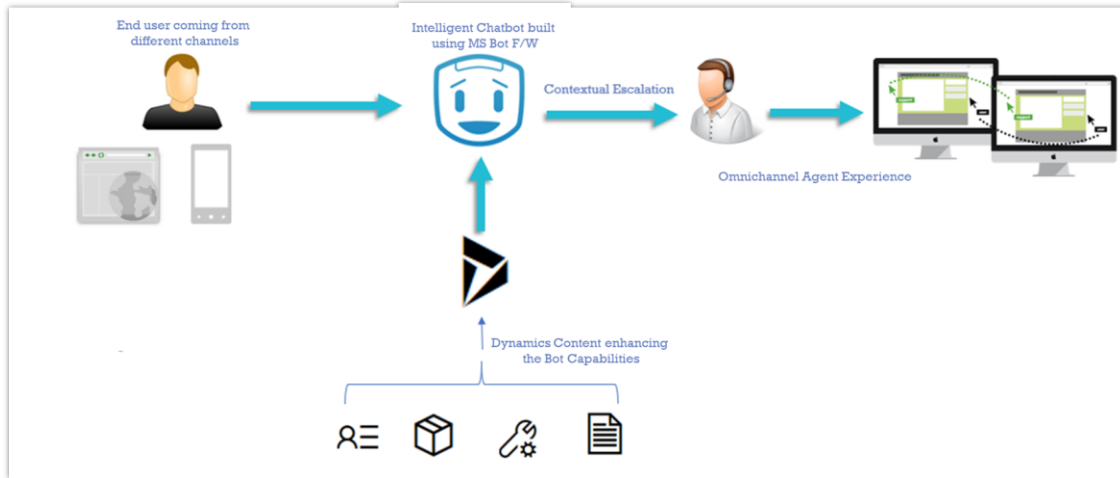 End user coming from
different channels
Intelligent Chatbot built
using MS Bot F/W
Contextual Escalation
Omnichannel Agent Experience
Dynamics Content enhancing
the Bot Capabilities